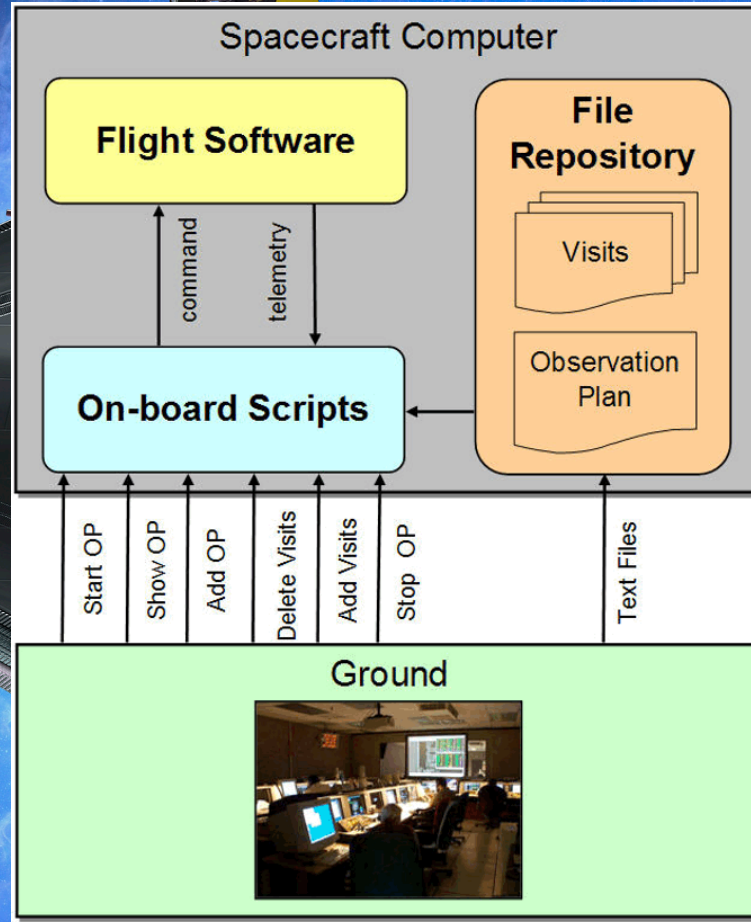 Spacecraft Computer
Flight Software
File
Repository
Visits
Observation
Plan
command
telemetry
On-board Scripts
Start OP
Show OP
Add OP
Delete Visits
Add Visits
Stop OP
Text Files
Ground